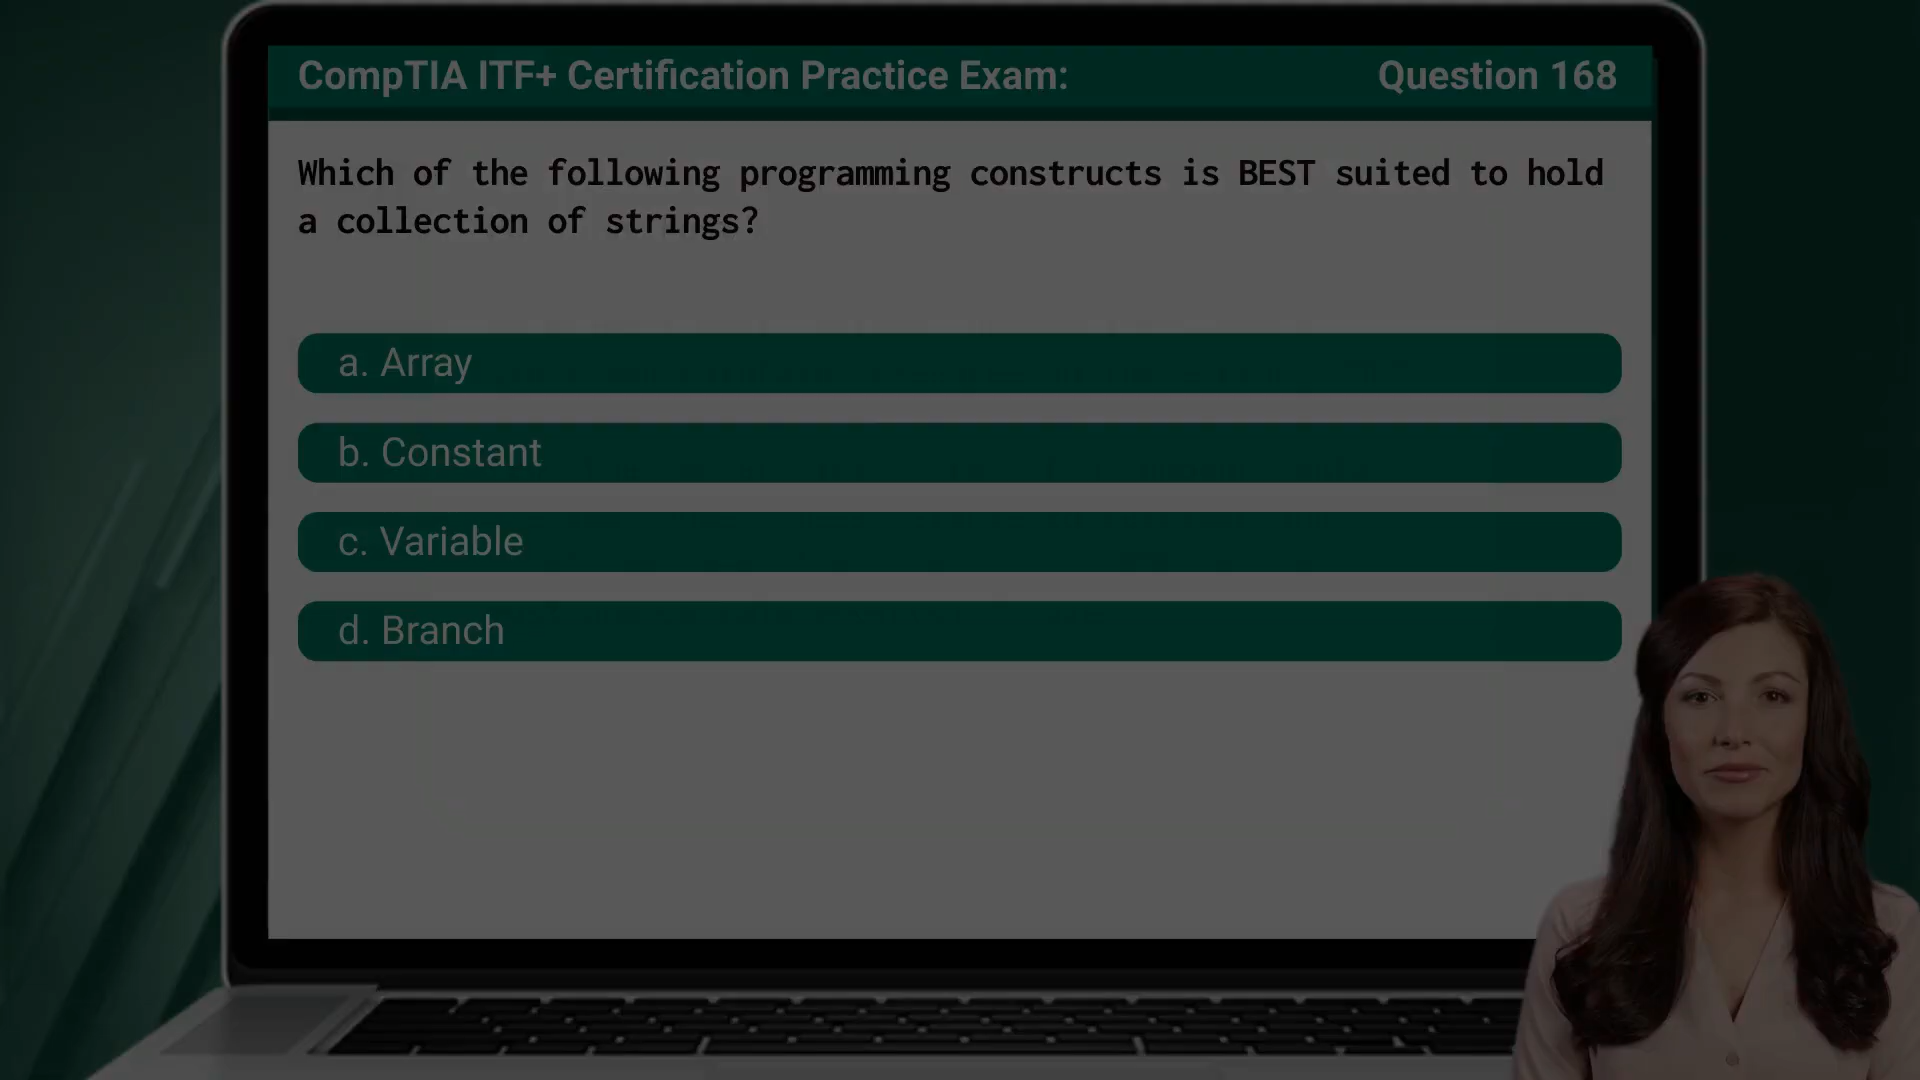 CompTIA ITF+ Certification Practice Exam: Question 168
Which of the following programming constructs is BEST suited to hold
a collection of strings?
a. Array
b. Constant
c. Variable
d. Branch